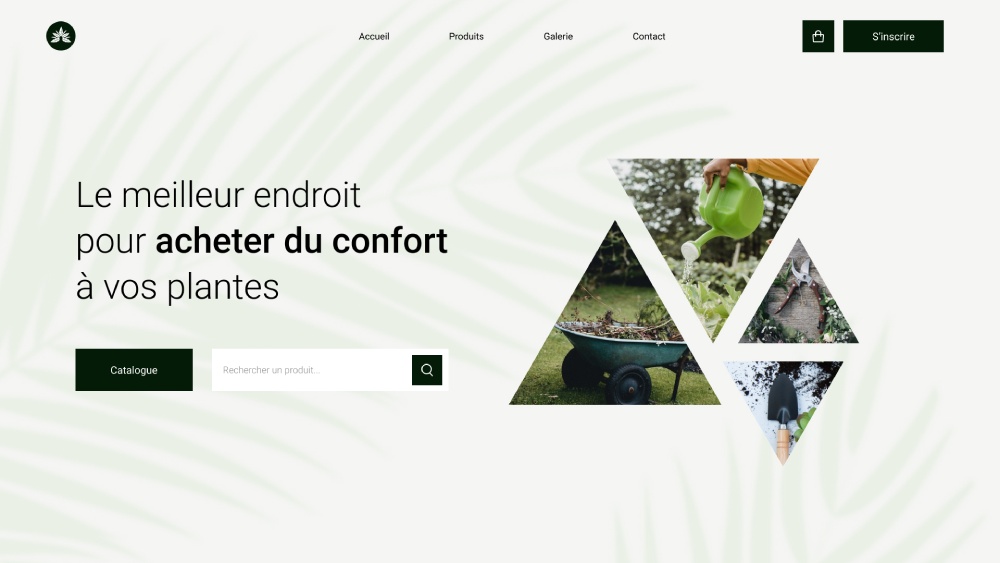 Accueil
Produits
Galerie
Contact
S'inscrire
Le meilleur endroit
pour acheter du confort
à vos plantes
Catalogue
Rechercher un produit...